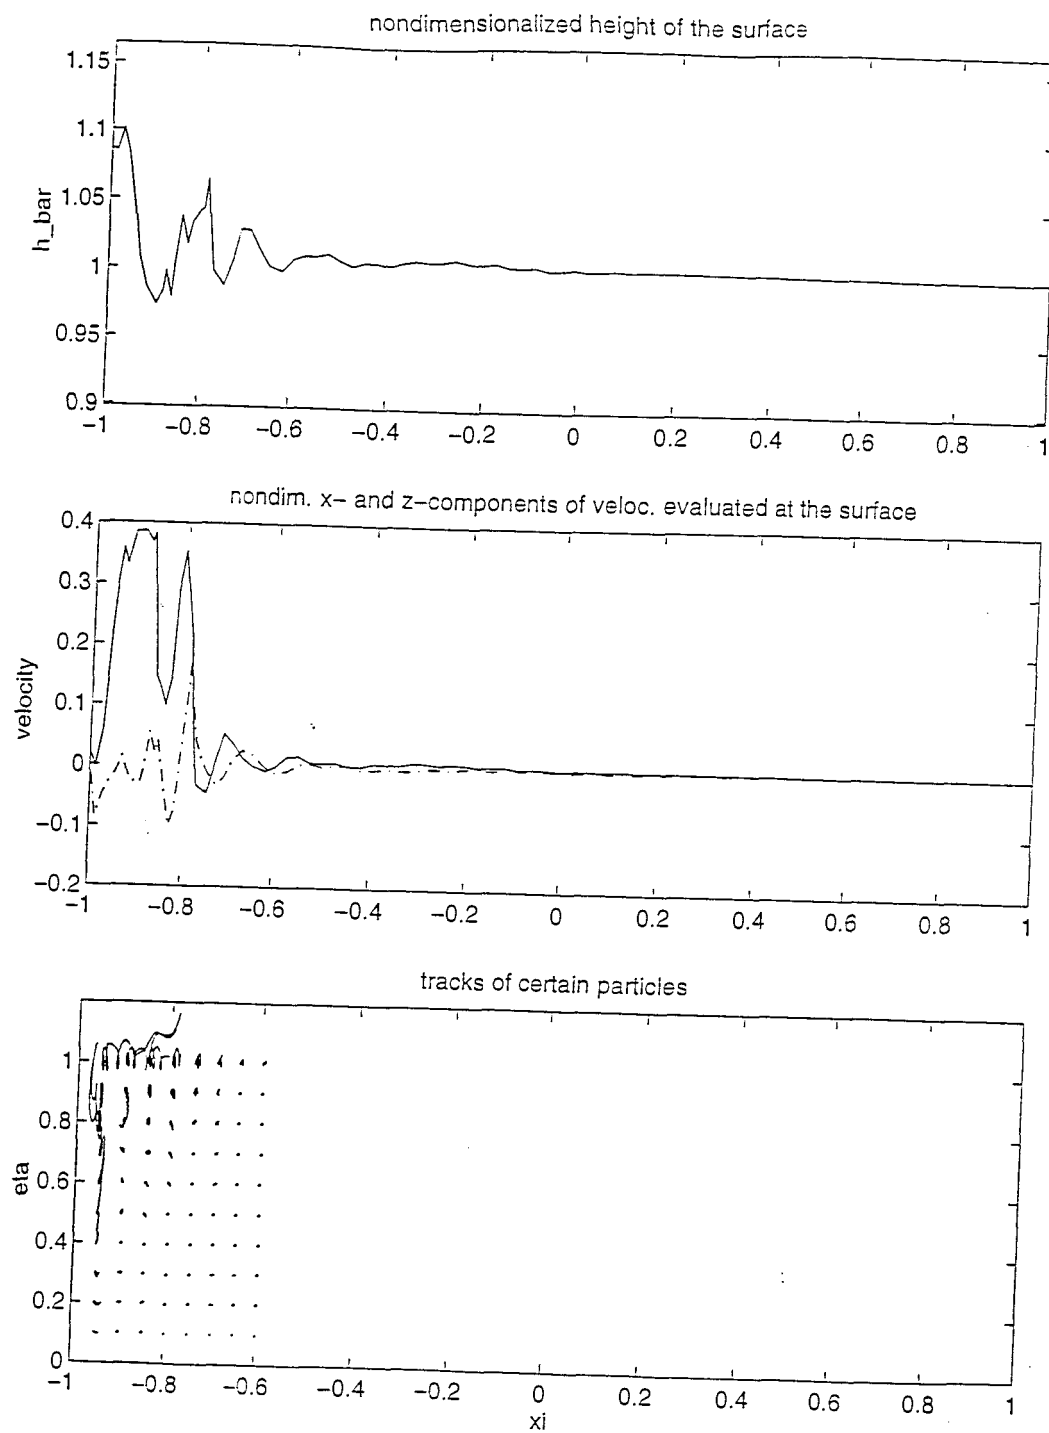 nondimensionalized height of the surface
1.15
1.1
1.05
1
0.95
0.9
h_bar
-1 -0.8 -0.6 -0.4 -0.2 0 0.2 0.4 0.6 0.8 1
nondim. x- and z-components of veloc. evaluated at the surface
0.4
0.3
0.2
0.1
0
-0.1
-0.2
velocity
-1 -0.8 -0.6 -0.4 -0.2 0 0.2 0.4 0.6 0.8 1
tracks of certain particles
1
0.8
0.6
0.4
0.2
0
eta
-1 -0.8 -0.6 -0.4 -0.2 0 0.2 0.4 0.6 0.8 1
xi